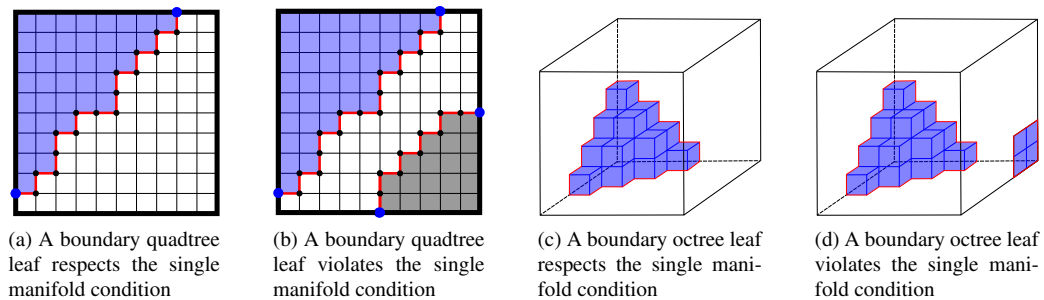 (a) A boundary quadtree
leaf respects the single
manifold condition
(b) A boundary quadtree
leaf violates the single
manifold condition
(c) A boundary octree leaf
respects the single mani-
fold condition
(d) A boundary octree leaf
violates the single mani-
fold condition